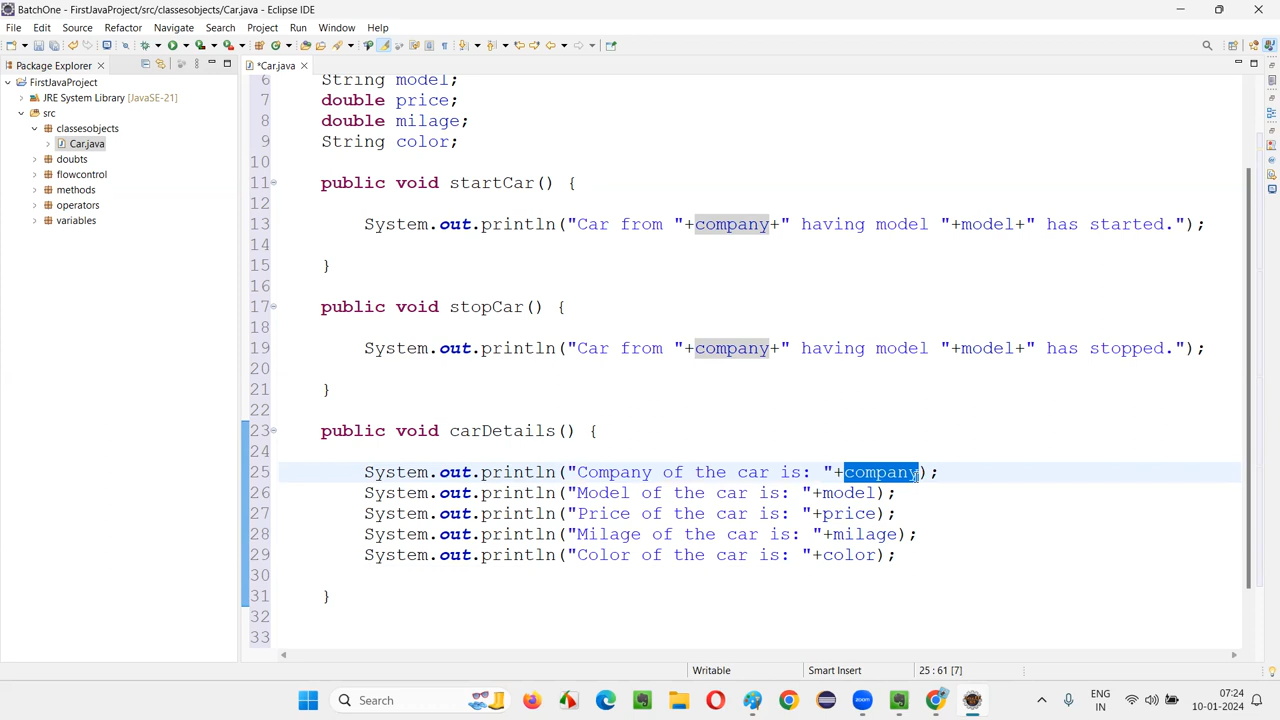 BatchOne - FirstJavaProject/src/classesobjects/Car.java - Eclipse IDE
File Edit Source Refactor Navigate Search Project Run Window Help
Package Explorer
*Car.java
FirstJavaProject
JRE System Library [JavaSE-21]
src
classesobjects
Car.java
doubts
flowcontrol
methods
operators
variables
6 String model;
7 double price;
8 double milage;
9 String color;
10
11 public void startCar() {
12
13 System.out.println("Car from "+company+" having model "+model+" has started.");
14
15 }
16
17 public void stopCar() {
18
19 System.out.println("Car from "+company+" having model "+model+" has stopped.");
20
21 }
22
23 public void carDetails() {
24
25 System.out.println("Company of the car is: "+company);
26 System.out.println("Model of the car is: "+model);
27 System.out.println("Price of the car is: "+price);
28 System.out.println("Milage of the car is: "+milage);
29 System.out.println("Color of the car is: "+color);
30
31 }
32
33
Writable Smart Insert 25 : 61 [7]
Search
ENG
IN
07:24
10-01-2024